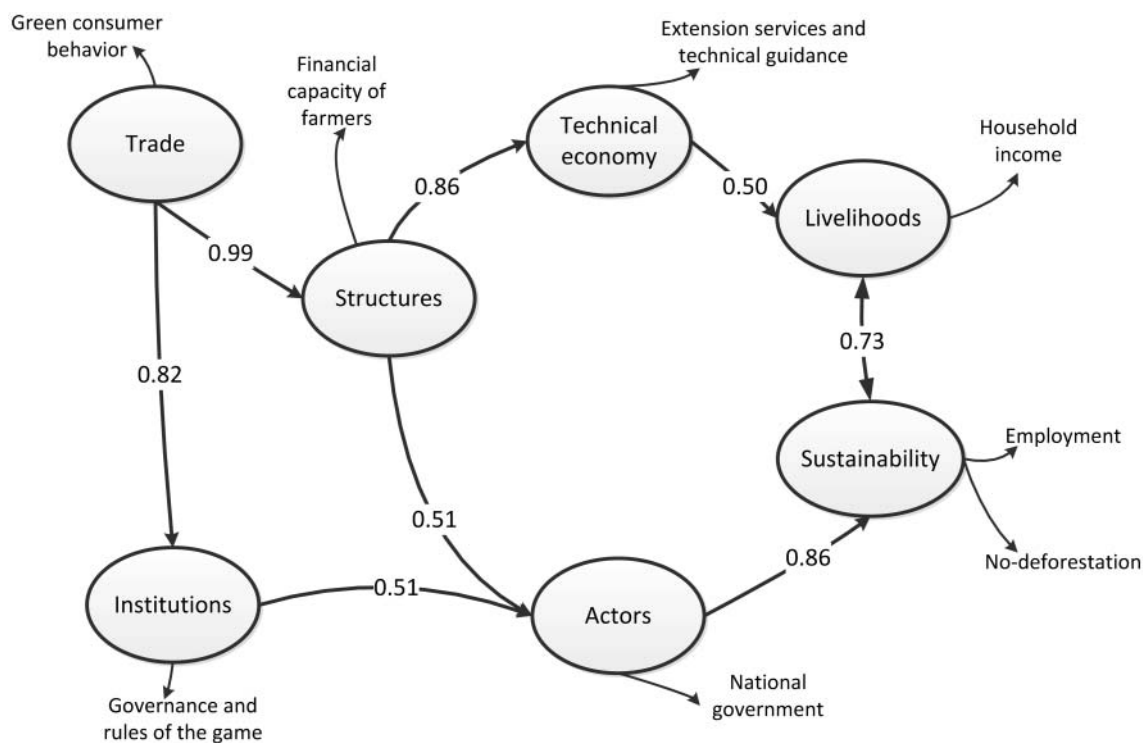 Green consumer
behavior
Trade
Financial
capacity of
farmers
Extension services and
technical guidance
Technical
economy
Household
income
0.86
0.50
Livelihoods
0.99
Structures
0.73
0.82
Employment
Sustainability
0.51
No-deforestation
0.86
0.51
Institutions
Actors
National
government
Governance and
rules of the game